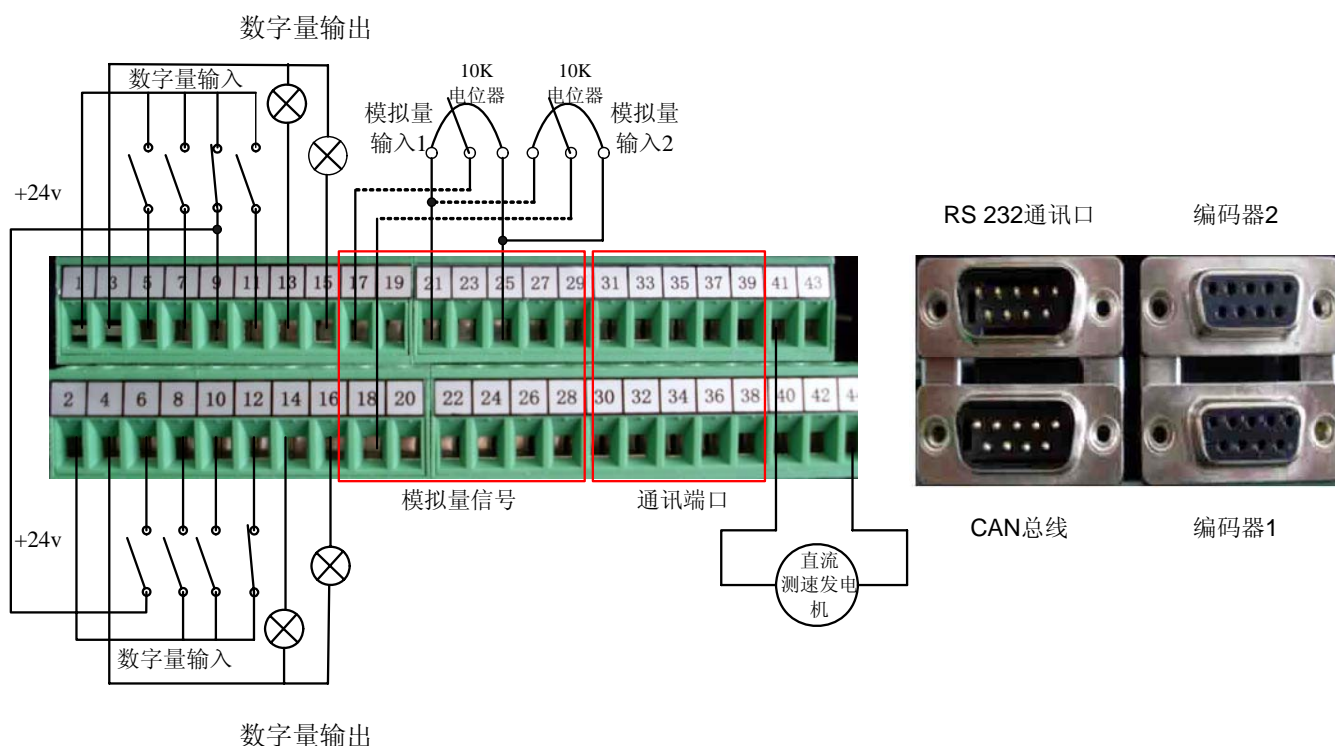 数字量输出
数字量输入
10K
电位器
10K
电位器
模拟量
输入1
模拟量
输入2
+24v
RS 232通讯口
编码器2
1 3 5 7 9 11 13 15 17 19 21 23 25 27 29 31 33 35 37 39 41 43
2 4 6 8 10 12 14 16 18 20 22 24 26 28 30 32 34 36 38 40 42
模拟量信号
通讯端口
CAN总线
编码器1
+24v
直流
测速发电
机
数字量输入
数字量输出